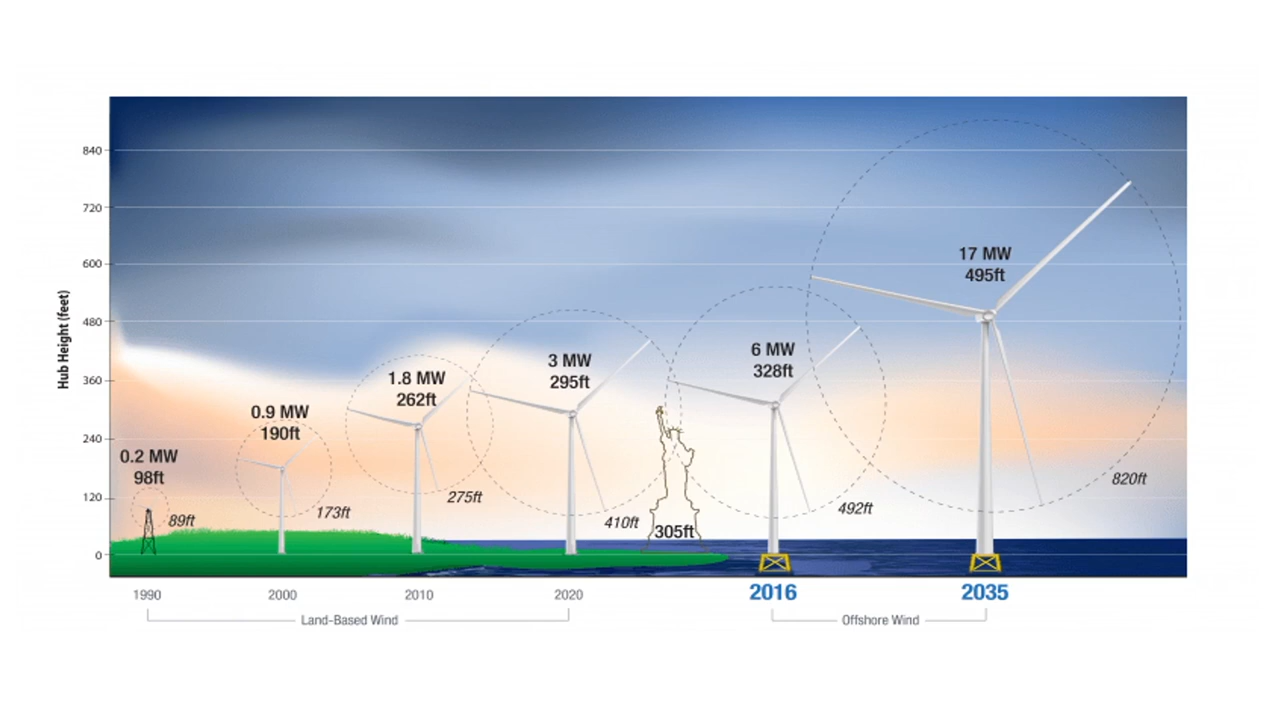 Hub Height (feet)
840
720
600
480
360
240
120
0
0.2 MW
98ft
89ft
0.9 MW
190ft
173ft
1.8 MW
262ft
275ft
3 MW
295ft
410ft
305ft
6 MW
328ft
492ft
17 MW
495ft
820ft
1990
2000
2010
2020
2016
2035
Land-Based Wind
Offshore Wind